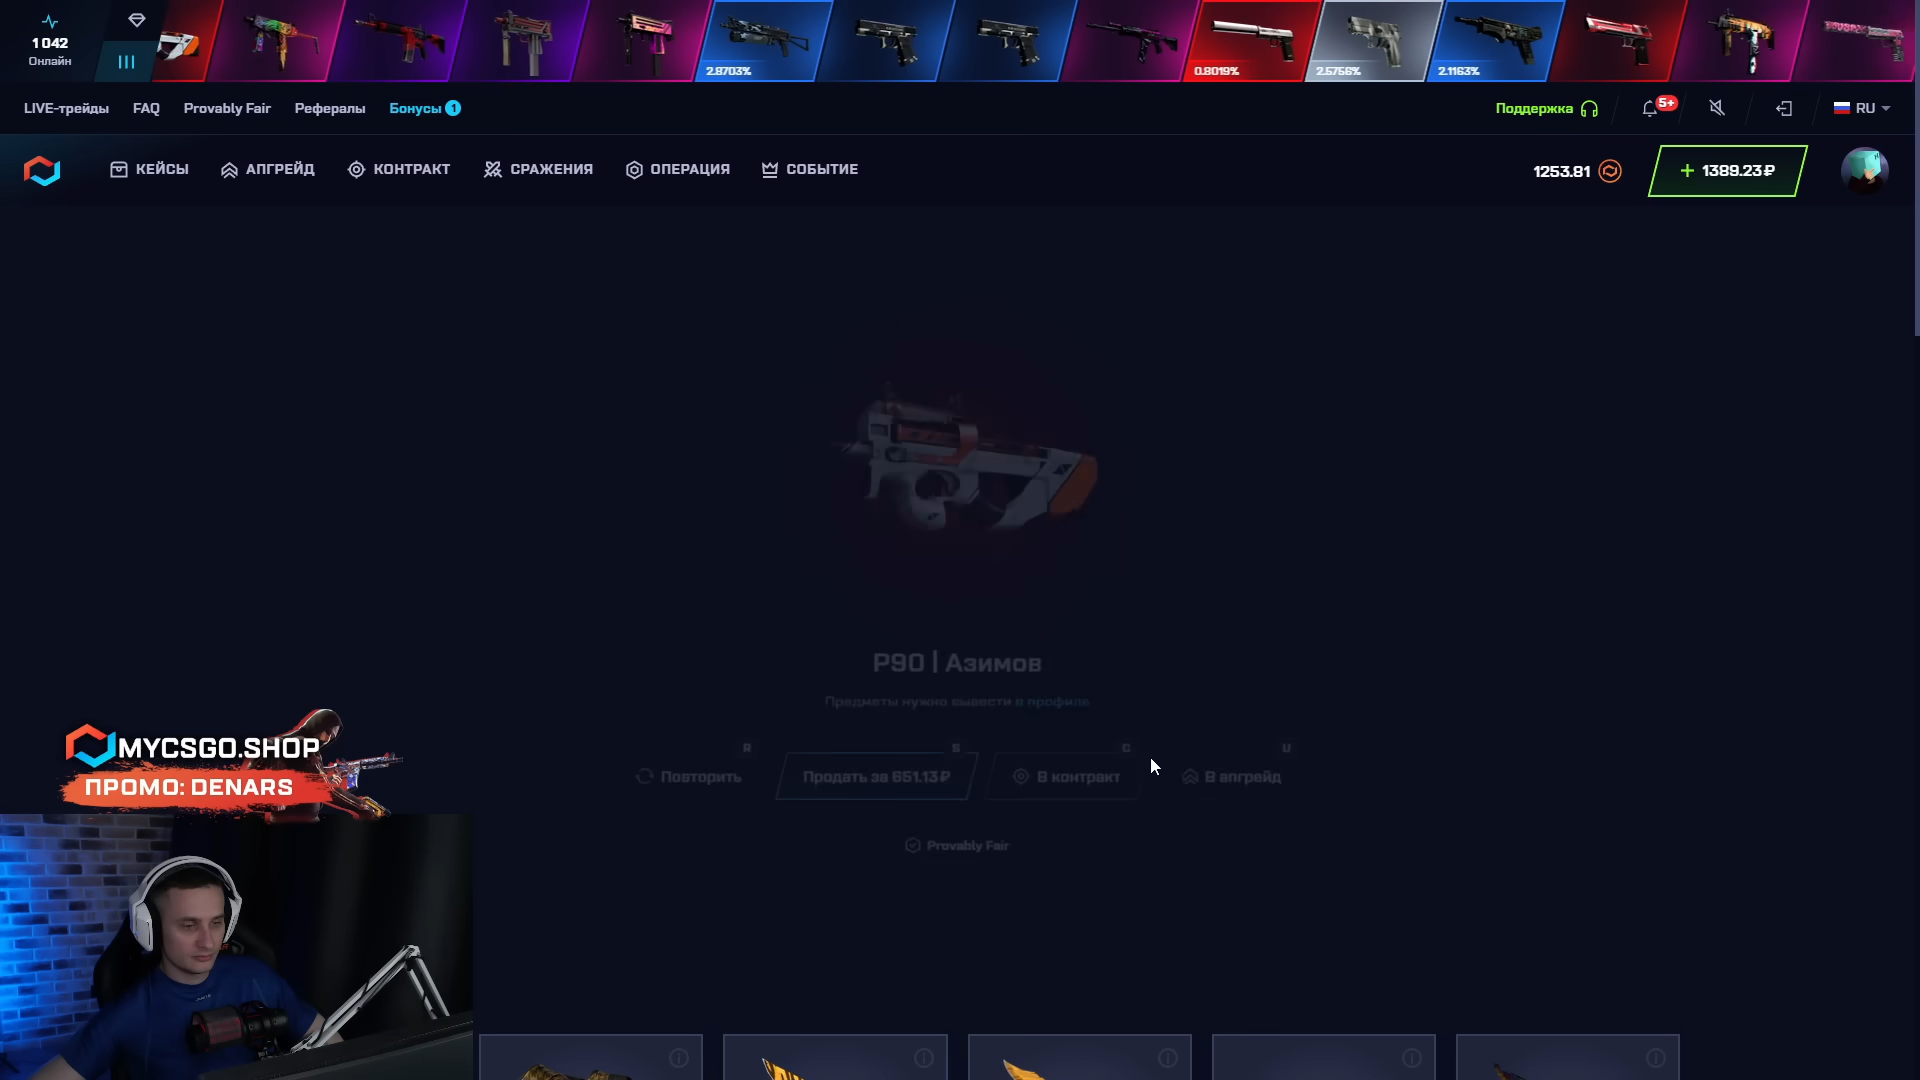 1 042
Онлайн
2.8703%
0.8019%
2.5756%
2.1163%
LIVE-трейды
FAQ
Provably Fair
Рефералы
Бонусы 1
Поддержка
5+
RU
КЕЙСЫ
АПГРЕЙД
КОНТРАКТ
СРАЖЕНИЯ
ОПЕРАЦИЯ
СОБЫТИЕ
1253.81
+ 1389.23₽
P90 | Азимов
Предметы нужно вывести в профиле
R
S
C
U
Повторить
Продать за 651.13₽
В контракт
В апгрейд
Provably Fair
MYCSGO.SHOP
ПРОМО: DENARS